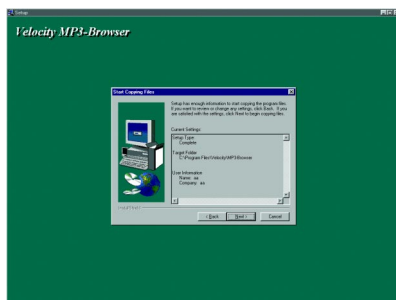 Setup
Velocity MP3-Browser
Start Copying Files
Setup has enough information to start copying the program files.
If you want to review or change any settings, click Back. If you
are satisfied with the settings, click Next to begin copying files.
Current Settings:
Setup Type
Complete
Target Folder
C:\Program Files\Velocity\MP3-Browser
User Information
Name: aa
Company: aa
< Back
Next >
Cancel